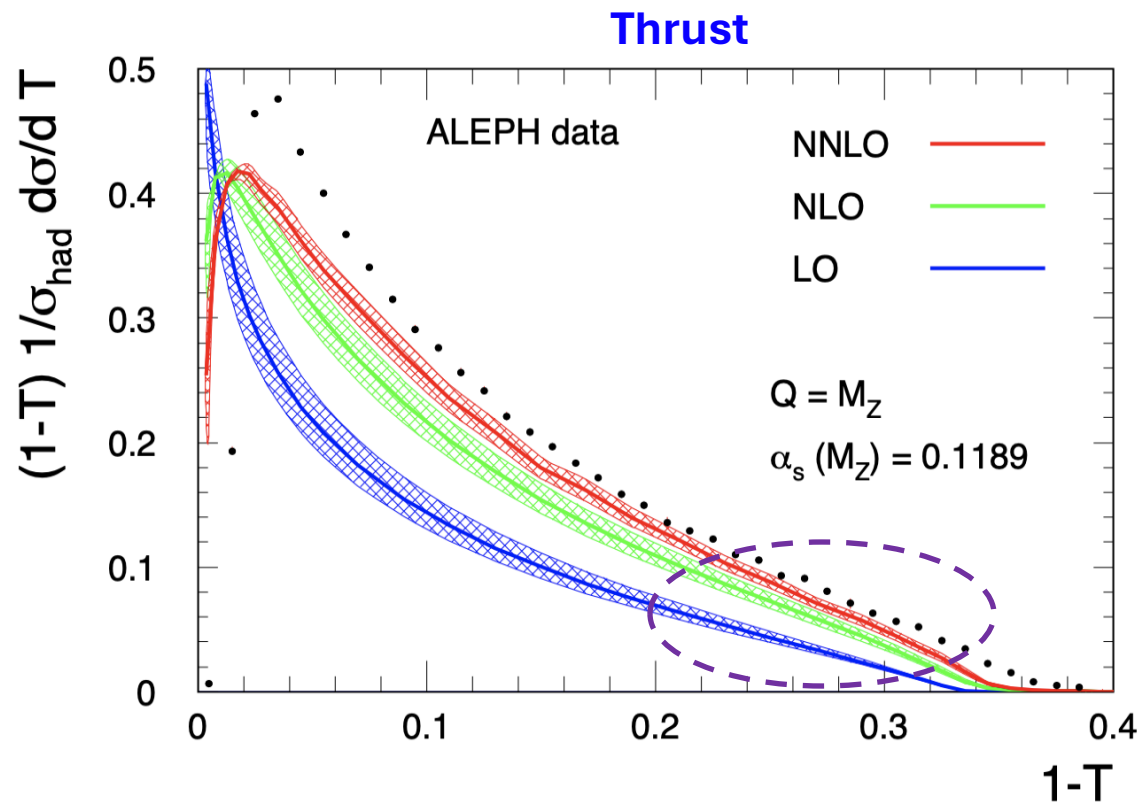 Thrust
(1-T) 1/σhad dσ/d T
0.5
0.4
0.3
0.2
0.1
0
ALEPH data
NNLO
NLO
LO
Q = MZ
αs (MZ) = 0.1189
0 0.1 0.2 0.3 0.4
1-T